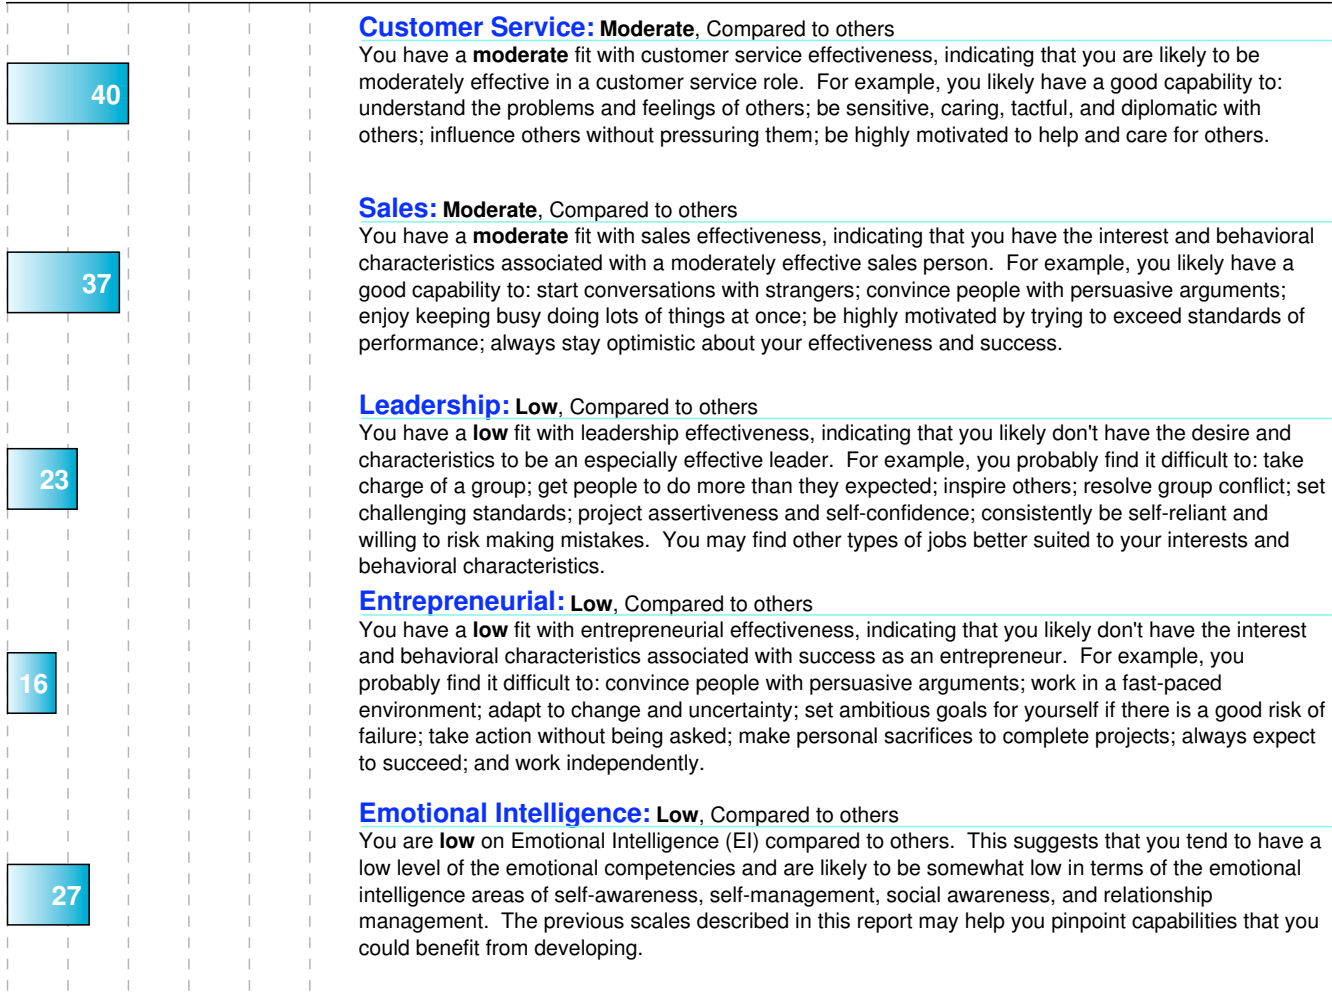 Customer Service: Moderate, Compared to others
You have a moderate fit with customer service effectiveness, indicating that you are likely to be
moderately effective in a customer service role.  For example, you likely have a good capability to:
40
understand the problems and feelings of others; be sensitive, caring, tactful, and diplomatic with
others; influence others without pressuring them; be highly motivated to help and care for others.
Sales: Moderate, Compared to others
You have a moderate fit with sales effectiveness, indicating that you have the interest and behavioral
characteristics associated with a moderately effective sales person.  For example, you likely have a
37
good capability to: start conversations with strangers; convince people with persuasive arguments;
enjoy keeping busy doing lots of things at once; be highly motivated by trying to exceed standards of
performance; always stay optimistic about your effectiveness and success.
Leadership: Low, Compared to others
You have a low fit with leadership effectiveness, indicating that you likely don't have the desire and
characteristics to be an especially effective leader.  For example, you probably find it difficult to: take
23
charge of a group; get people to do more than they expected; inspire others; resolve group conflict; set
challenging standards; project assertiveness and self-confidence; consistently be self-reliant and
willing to risk making mistakes.  You may find other types of jobs better suited to your interests and
behavioral characteristics.
Entrepreneurial: Low, Compared to others
You have a low fit with entrepreneurial effectiveness, indicating that you likely don't have the interest
and behavioral characteristics associated with success as an entrepreneur.  For example, you
16
probably find it difficult to: convince people with persuasive arguments; work in a fast-paced
environment; adapt to change and uncertainty; set ambitious goals for yourself if there is a good risk of
failure; take action without being asked; make personal sacrifices to complete projects; always expect
to succeed; and work independently.
Emotional Intelligence: Low, Compared to others
You are low on Emotional Intelligence (EI) compared to others.  This suggests that you tend to have a
low level of the emotional competencies and are likely to be somewhat low in terms of the emotional
27
intelligence areas of self-awareness, self-management, social awareness, and relationship
management.  The previous scales described in this report may help you pinpoint capabilities that you
could benefit from developing.